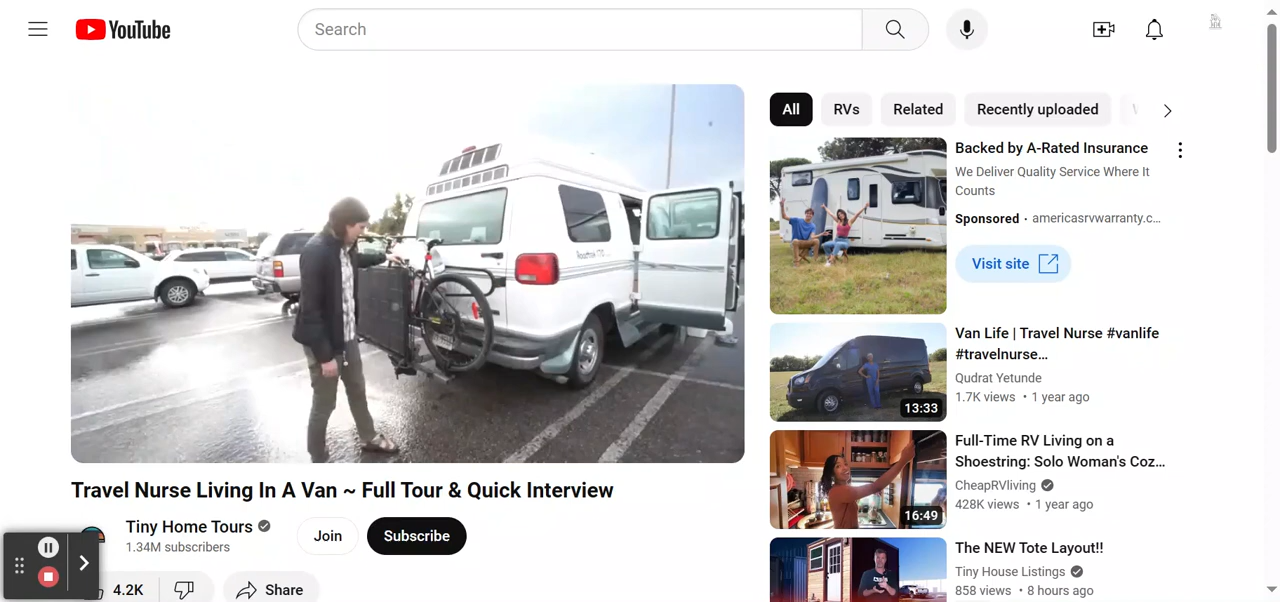 YouTube
Search
All
RVs
Related
Recently uploaded
Backed by A-Rated Insurance
We Deliver Quality Service Where It
Counts
Sponsored · americasrvwarranty.c...
Visit site
Van Life | Travel Nurse #vanlife
#travelnurse...
Qudrat Yetunde
1.7K views • 1 year ago
13:33
Full-Time RV Living on a
Shoestring: Solo Woman's Coz...
CheapRVliving
428K views • 1 year ago
16:49
The NEW Tote Layout!!
Tiny House Listings
858 views • 8 hours ago
Travel Nurse Living In A Van ~ Full Tour & Quick Interview
Tiny Home Tours
1.34M subscribers
Join
Subscribe
4.2K
Share